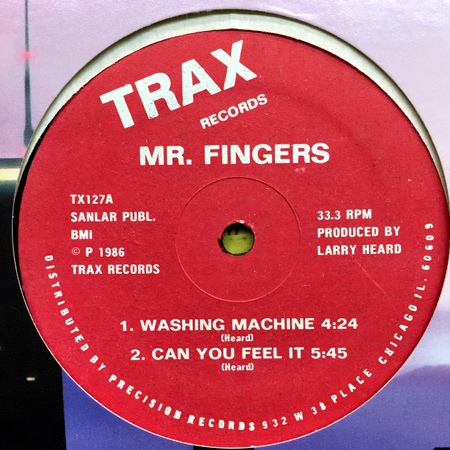 TRAX
RECORDS
MR. FINGERS
TX127A
SANLAR PUBL.
BMI
© P 1986
TRAX RECORDS
33.3 RPM
PRODUCED BY
LARRY HEARD
1. WASHING MACHINE 4:24
(Heard)
2. CAN YOU FEEL IT 5:45
(Heard)
DISTRIBUTED BY PRECISION RECORDS 932 W 38 PLACE CHICAGO IL. 60609